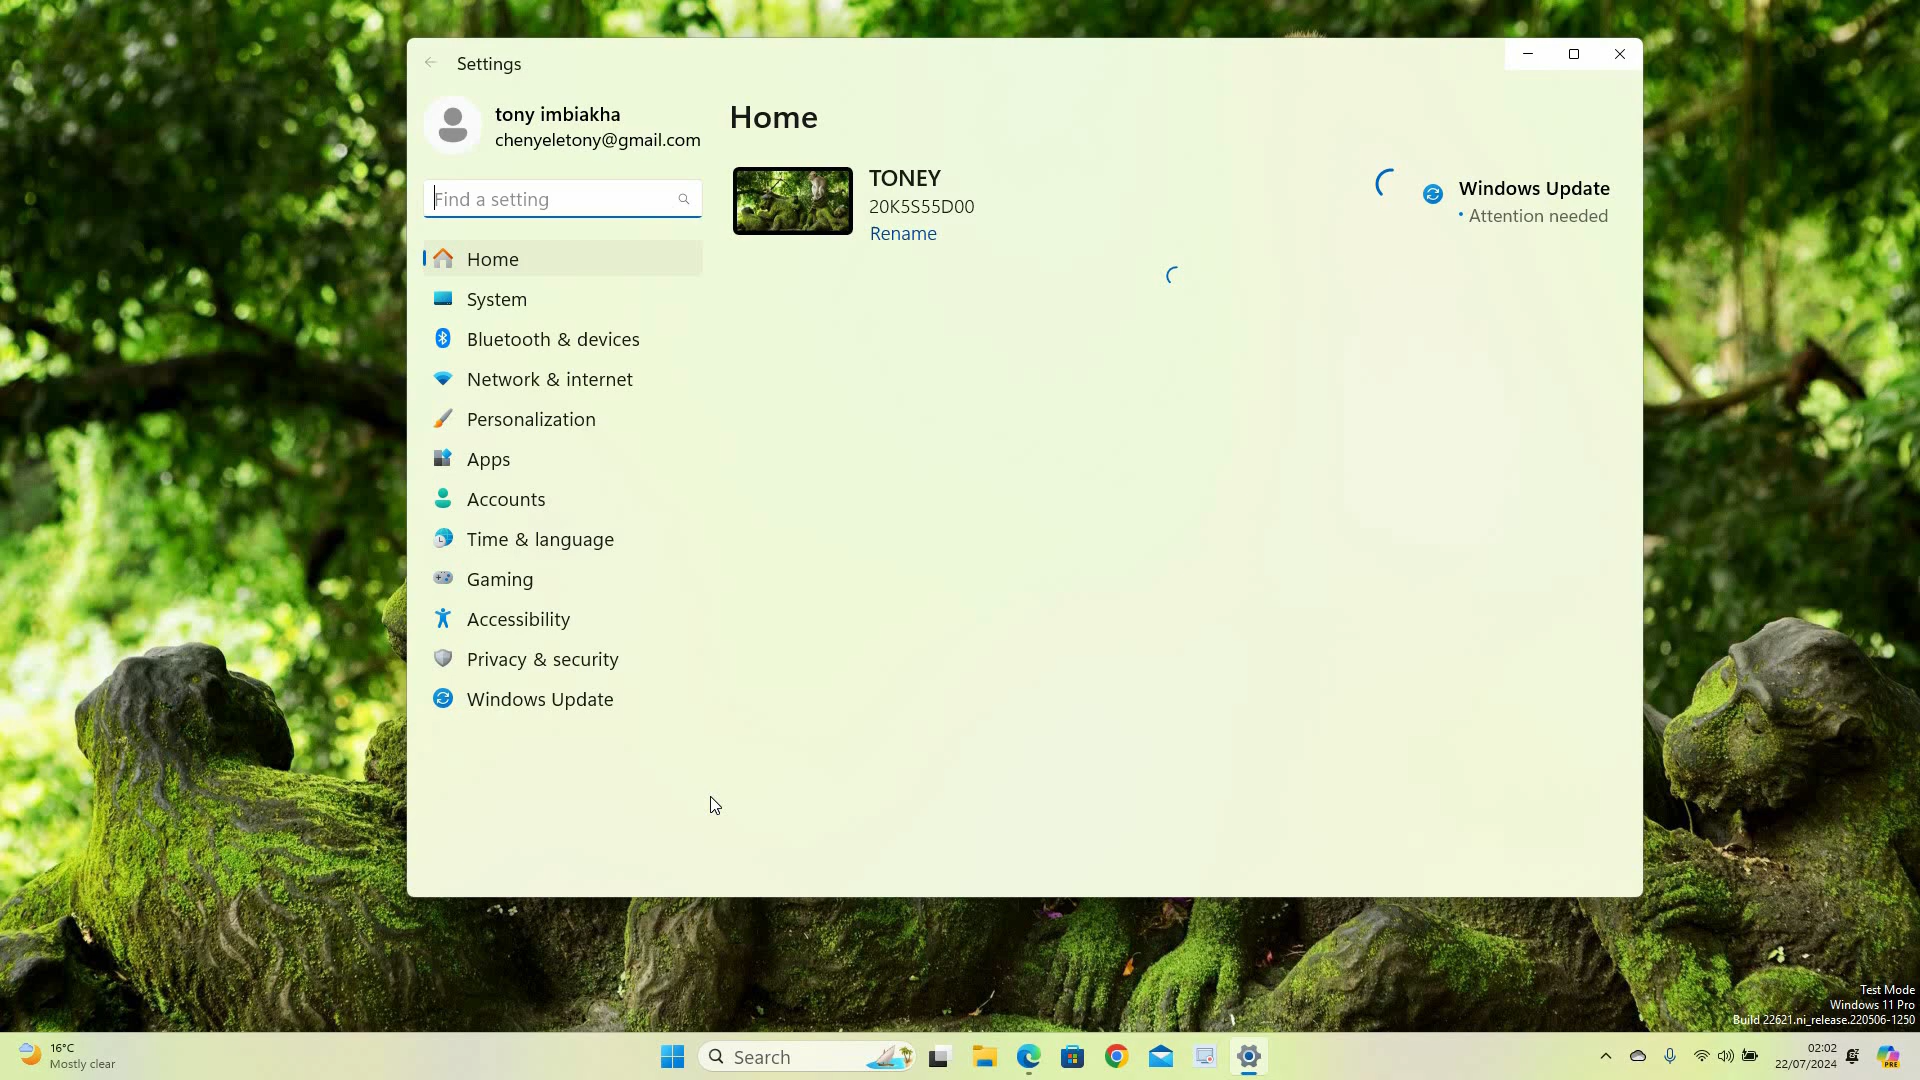 Settings
tony imbiakha
chenyeletony@gmail.com
Find a setting
Home
System
Bluetooth & devices
Network & internet
Personalization
Apps
Accounts
Time & language
Gaming
Accessibility
Privacy & security
Windows Update
Home
TONEY
20K5S55D00
Rename
Windows Update
Attention needed
Test Mode
Windows 11 Pro
Build 22621.ni_release.220506-1250
16°C
Mostly clear
Search
02:02
22/07/2024
PRE